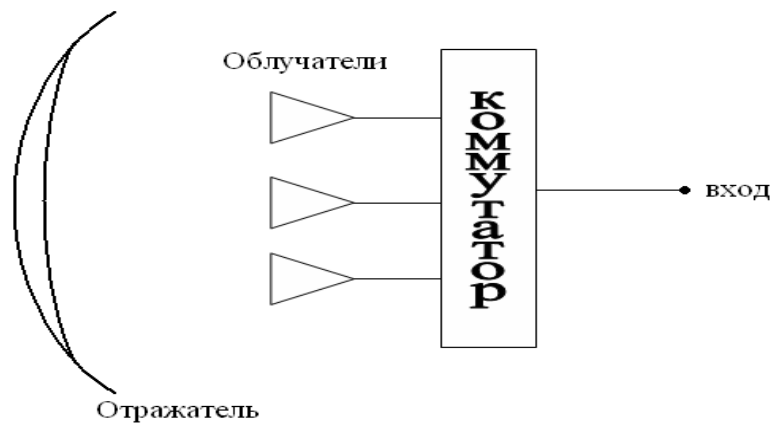 Облучатели
коммутатор
вход
Отражатель